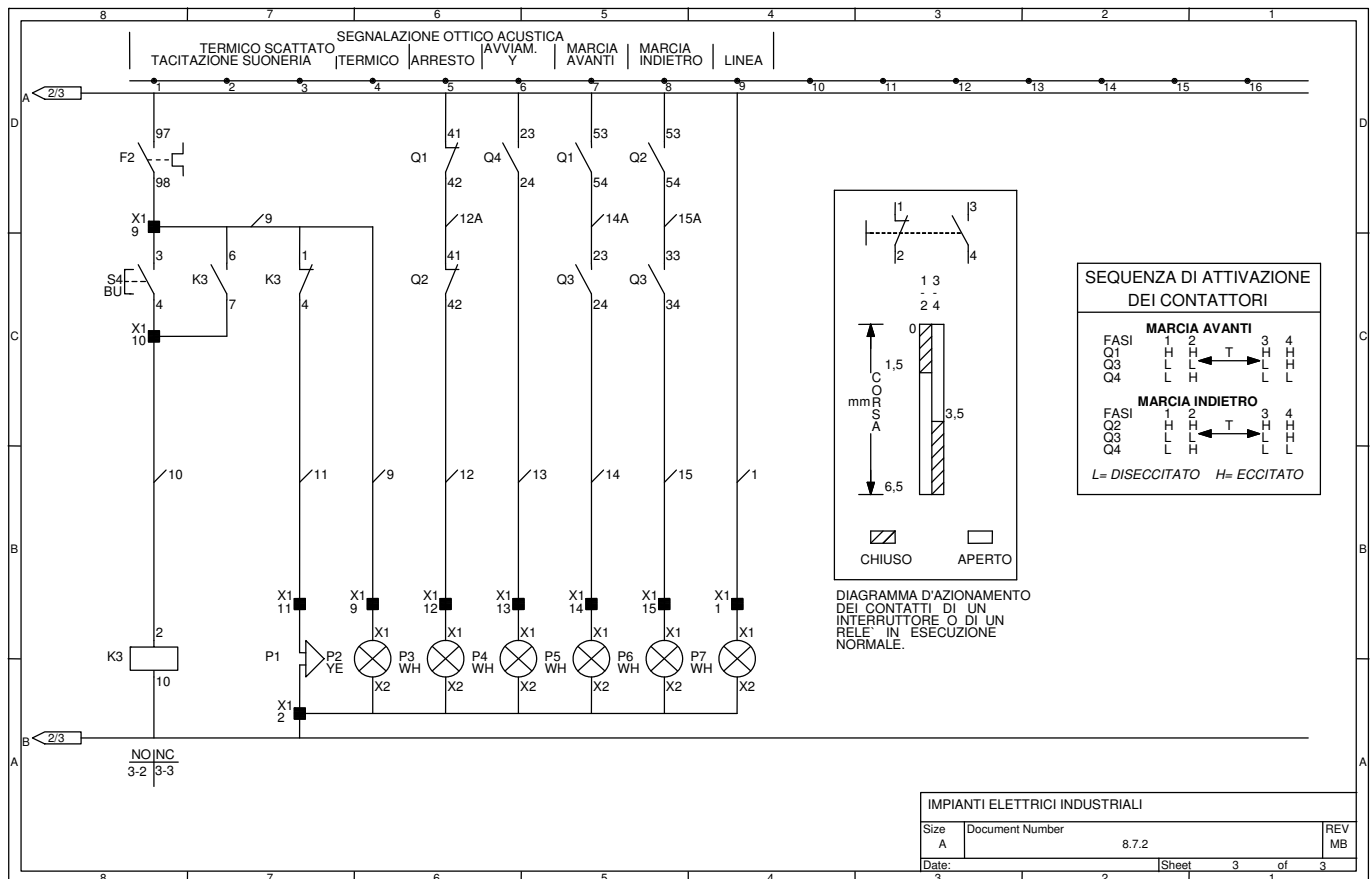 8 7 6 5 4 3 2 1
SEGNALAZIONE OTTICO ACUSTICA
TERMICO SCATTATO
TACITAZIONE SUONERIA
TERMICO
ARRESTO
AVVIAM.
Y
MARCIA
AVANTI
MARCIA
INDIETRO
LINEA
A 2/3
1 2 3 4 5 6 7 8 9 10 11 12 13 14 15 16
D D
97 41 23 53 53
F2 Q1 Q4 Q1 Q2
98 42 24 54 54
X1
9
9
12A 14A 15A
3 6 1 41 23 33
S4
BU
K3 K3 Q2 Q3 Q3
4 7 4 42 24 34
X1
10
C C
10 11 9 12 13 14 15 1
B B
X1
11
X1
9
X1
12
X1
13
X1
14
X1
15
X1
1
2
K3
10
P1
X1 X1 X1 X1 X1 X1
P2
YE
P3
WH
P4
WH
P5
WH
P6
WH
P7
WH
X2 X2 X2 X2 X2 X2
X1
2
B 2/3
A A
NO NC
3-2 3-3
1 3
2 4
1 3
- -
2 4
0
1,5
mm
CORSA
3,5
6,5
CHIUSO APERTO
DIAGRAMMA D'AZIONAMENTO
DEI CONTATTI DI UN
INTERRUTTORE O DI UN
RELE` IN ESECUZIONE
NORMALE.
SEQUENZA DI ATTIVAZIONE
DEI CONTATTORI
MARCIA AVANTI
FASI 1 2 3 4
Q1 H H T H H
Q3 L L L H
Q4 L H L L
MARCIA INDIETRO
FASI 1 2 3 4
Q2 H H T H H
Q3 L L L H
Q4 L H L L
L= DISECCITATO H= ECCITATO
IMPIANTI ELETTRICI INDUSTRIALI
Size Document Number REV
A 8.7.2 MB
Date: Sheet 3 of 3
8 7 6 5 4 3 2 1